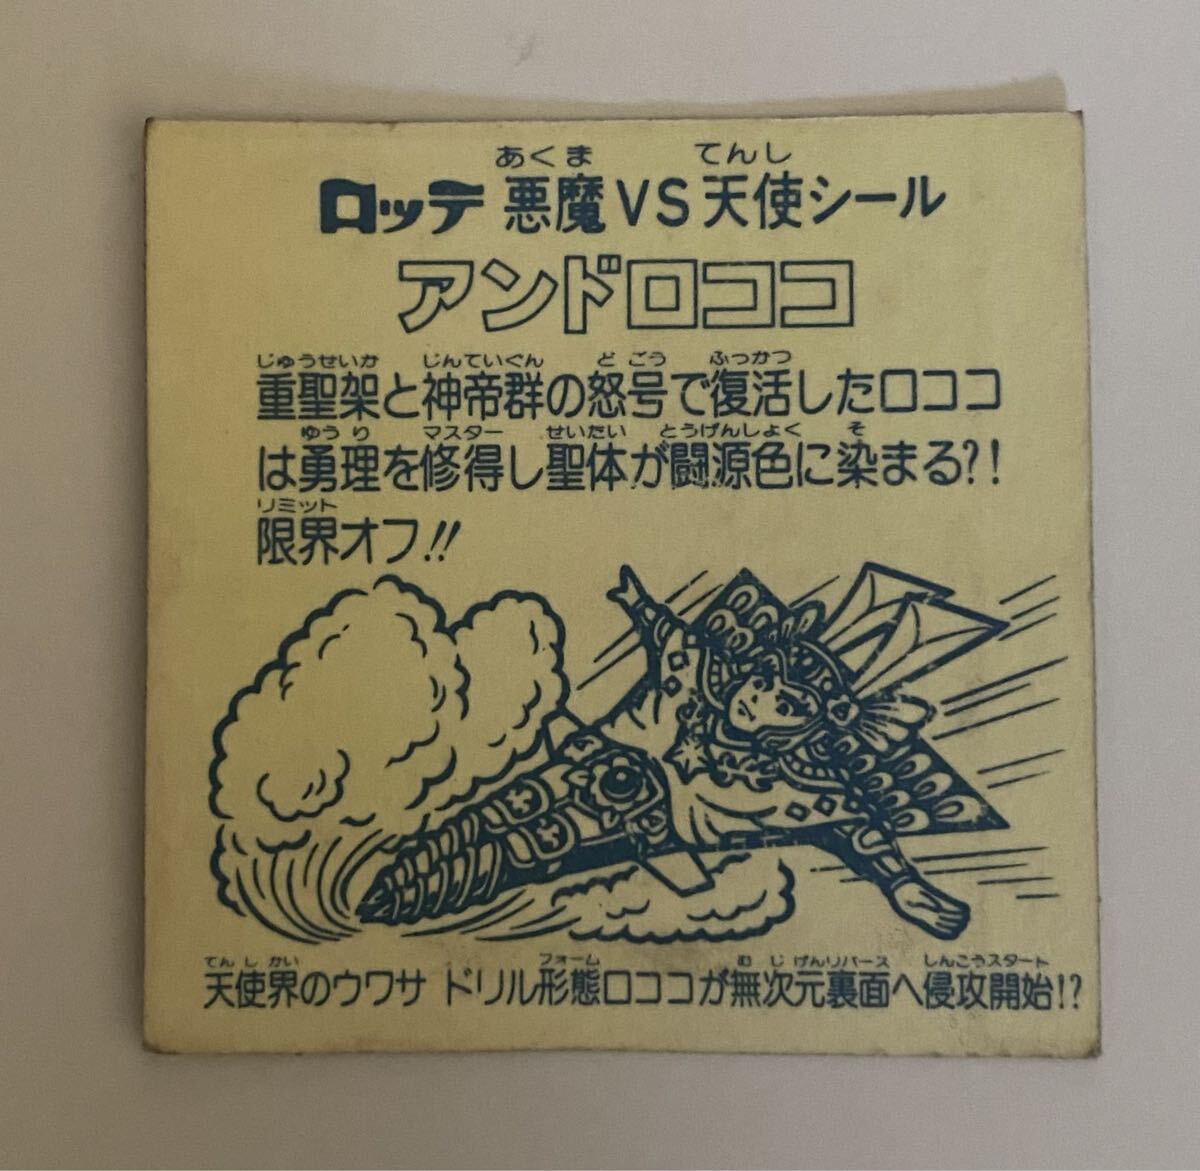 あくま てんし
ロッテ 悪魔VS天使シール
アンドロココ
じゅうせいか じんていぐん どごう ふっかつ
重聖架と神帝群の怒号で復活したロココ
ゆうり マスター せいたい とうげんしょく そ
は勇理を修得し聖体が闘源色に染まる?!
リミット
限界オフ!!
てんしかい フォーム むじげんリバース しんこうスタート
天使界のウワサ ドリル形態ロココが無次元裏面へ侵攻開始!?